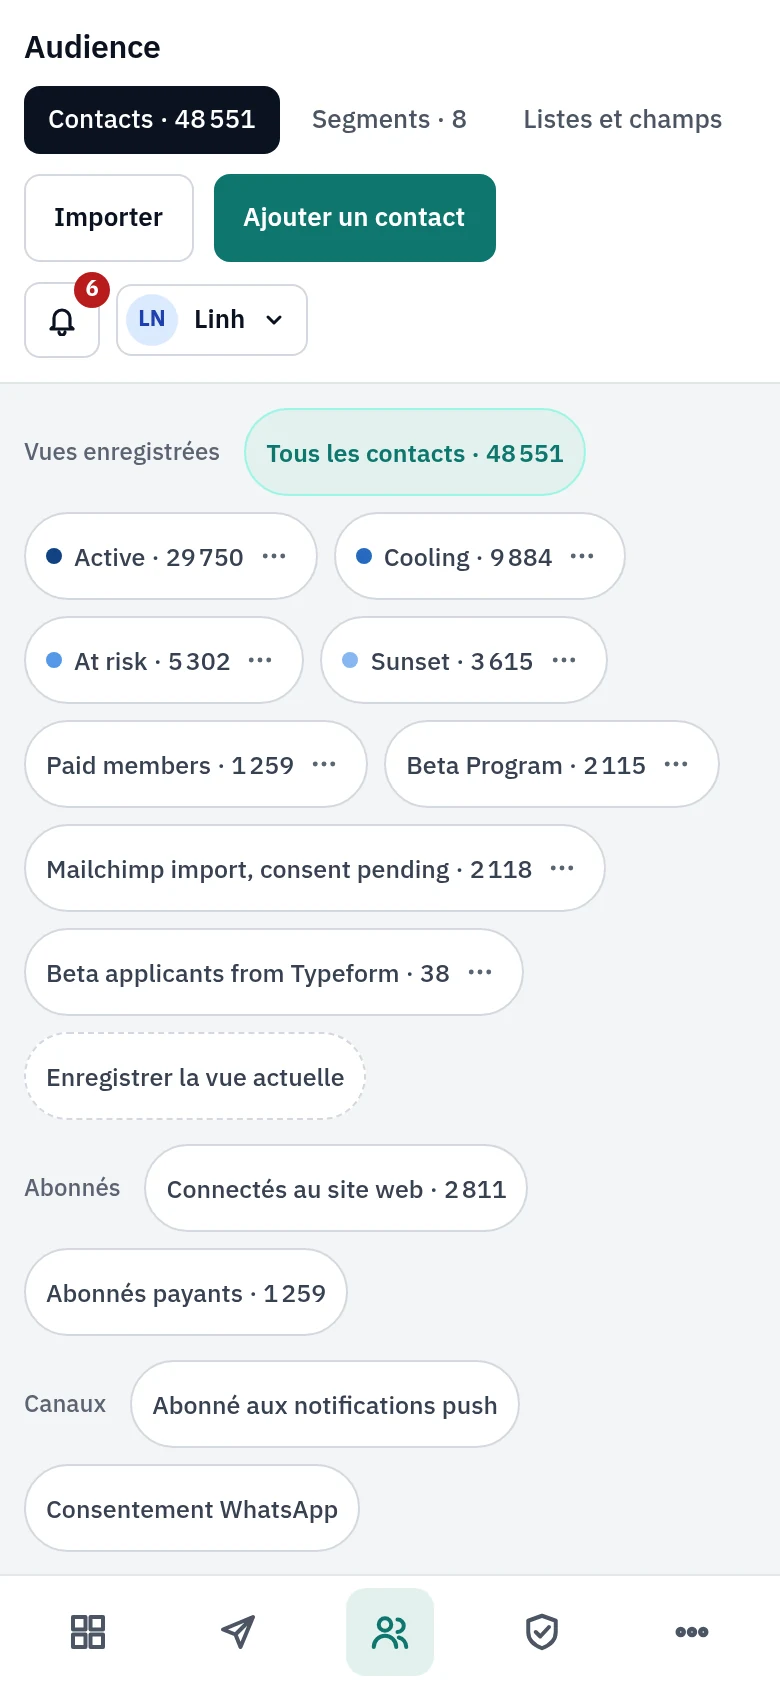 Audience
Contacts · 48 551
Segments · 8
Listes et champs
Importer
Ajouter un contact
6
LN
Linh
Vues enregistrées
Tous les contacts · 48 551
Active · 29 750
Cooling · 9 884
At risk · 5 302
Sunset · 3 615
Paid members · 1 259
Beta Program · 2 115
Mailchimp import, consent pending · 2 118
Beta applicants from Typeform · 38
Enregistrer la vue actuelle
Abonnés
Connectés au site web · 2 811
Abonnés payants · 1 259
Canaux
Abonné aux notifications push
Consentement WhatsApp